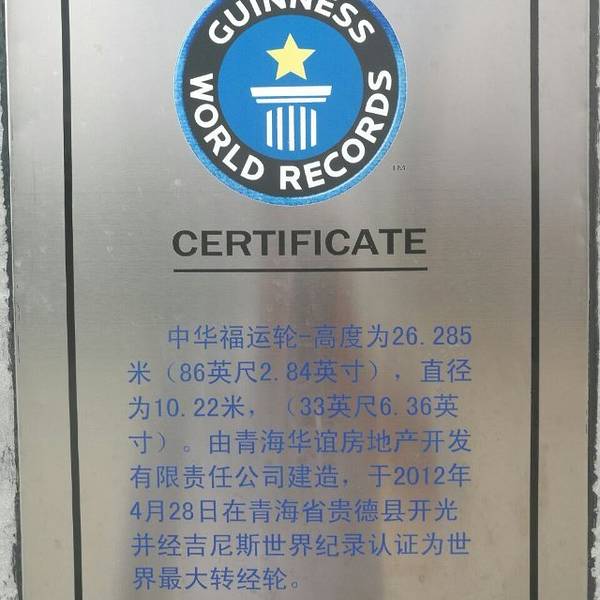 GUINNESS
WORLD RECORDS
TM
CERTIFICATE
中华福运轮-高度为26.285
米（86英尺2.84英寸），直径
为10.22米，（33英尺6.36英
寸）。由青海华谊房地产开发
有限责任公司建造，于2012年
4月28日在青海省贵德县开光
并经吉尼斯世界纪录认证为世
界最大转经轮。